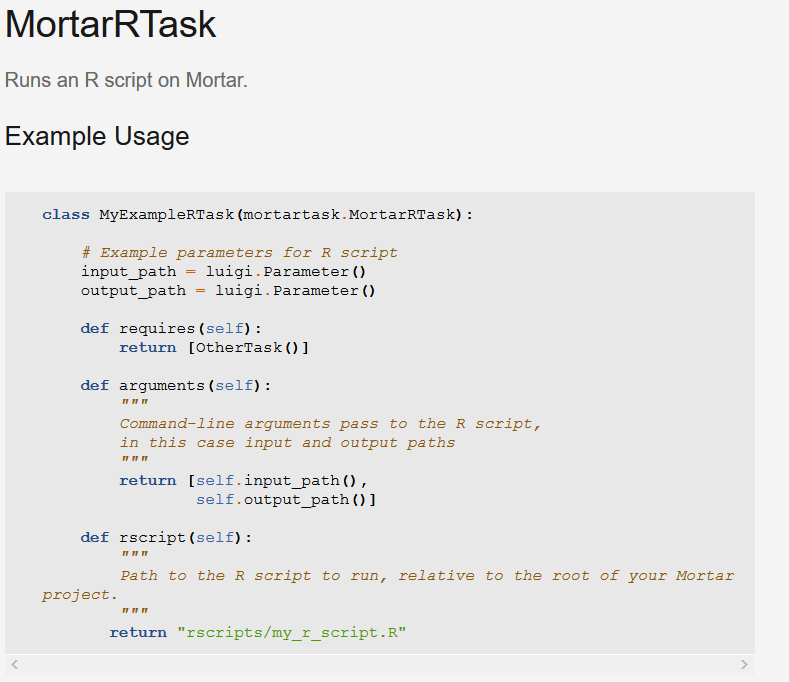 MortarRTask
Runs an R script on Mortar.
Example Usage
class MyExampleRTask(mortartask.MortarRTask):
# Example parameters for R script
input_path = luigi.Parameter()
output_path = luigi.Parameter()
def requires(self):
return [OtherTask()]
def arguments(self):
"""
Command-line arguments pass to the R script,
in this case input and output paths
"""
return [self.input_path(),
self.output_path()]
def rscript(self):
"""
Path to the R script to run, relative to the root of your Mortar
project.
"""
return "rscripts/my_r_script.R"